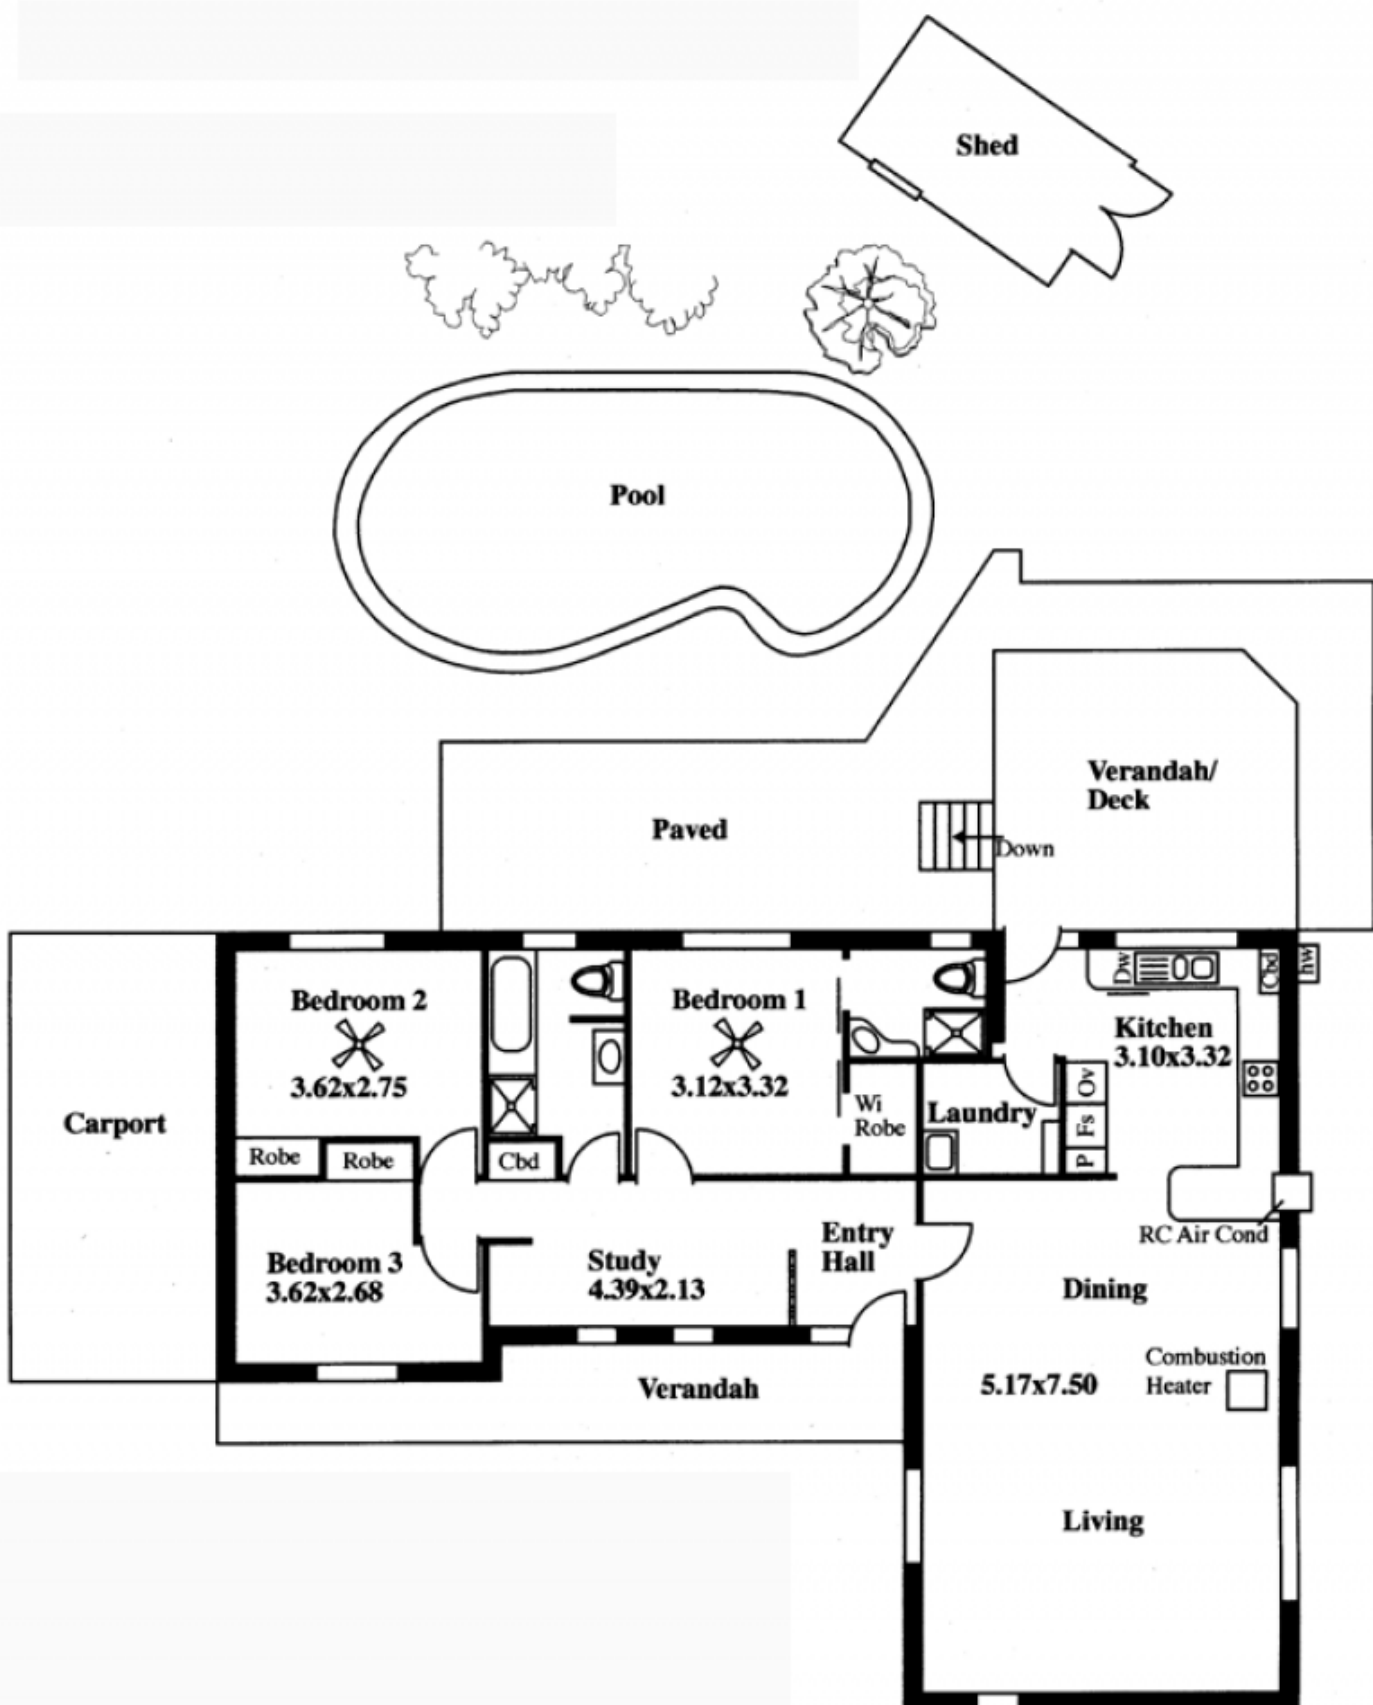 Shed
Pool
Verandah/
Deck
Paved
Down
Dw
Cbd
hw
Bedroom 2
3.62x2.75
Bedroom 1
3.12x3.32
Kitchen
3.10x3.32
Carport
Wi
Robe
Laundry
Ov
Fs
P
Robe
Robe
Cbd
RC Air Cond
Bedroom 3
3.62x2.68
Study
4.39x2.13
Entry
Hall
Dining
Combustion
Heater
5.17x7.50
Verandah
Living